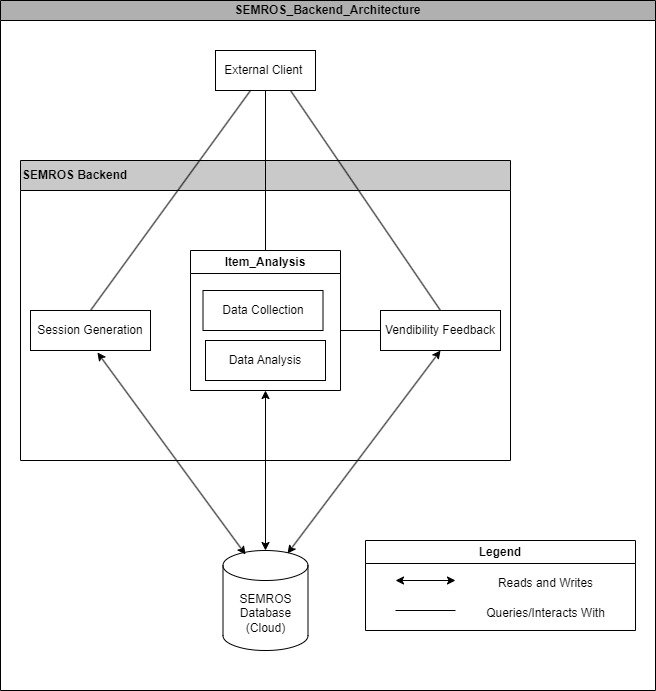 SEMROS_Backend_Architecture
External Client
SEMROS Backend
Item_Analysis
Data Collection
Session Generation
Vendibility Feedback
Data Analysis
SEMROS
Database
(Cloud)
Legend
Reads and Writes
Queries/Interacts With